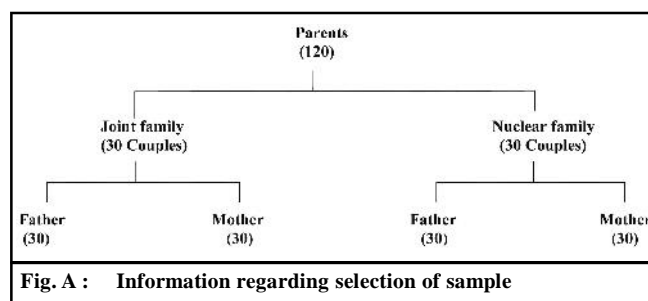 Parents
(120)
Joint family
(30 Couples)
Nuclear family
(30 Couples)
Father
(30)
Mother
(30)
Father
(30)
Mother
(30)
Fig. A : Information regarding selection of sample